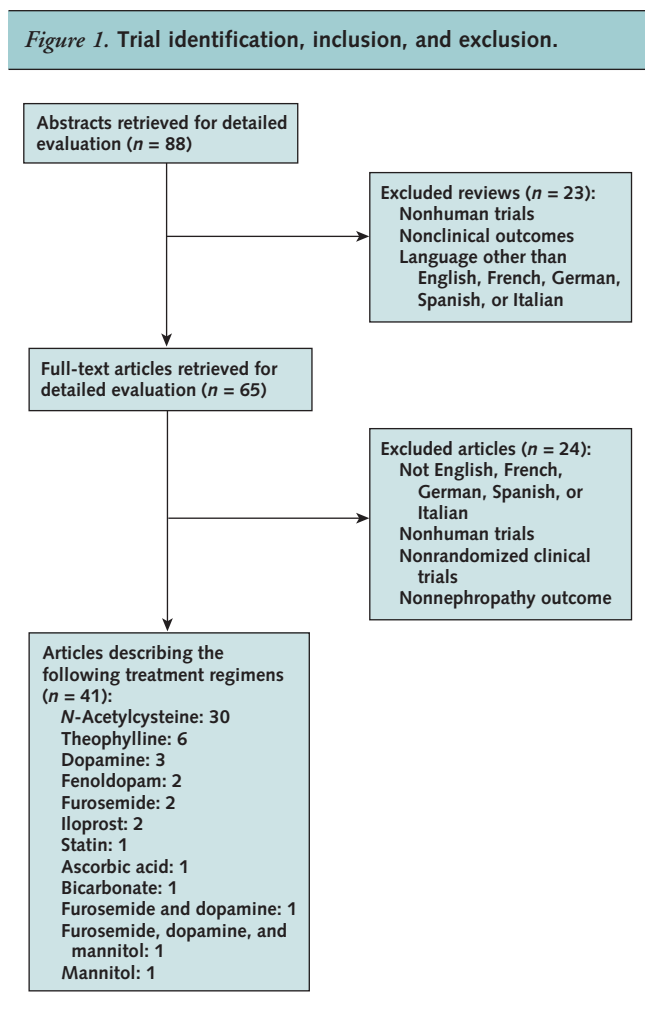 Figure 1. Trial identification, inclusion, and exclusion.
Abstracts retrieved for detailed
evaluation (n = 88)
Excluded reviews (n = 23):
Nonhuman trials
Nonclinical outcomes
Language other than
English, French, German,
Spanish, or Italian
Full-text articles retrieved for
detailed evaluation (n = 65)
Excluded articles (n = 24):
Not English, French,
German, Spanish, or
Italian
Nonhuman trials
Nonrandomized clinical
trials
Nonnephropathy outcome
Articles describing the
following treatment regimens
(n = 41):
N-Acetylcysteine: 30
Theophylline: 6
Dopamine: 3
Fenoldopam: 2
Furosemide: 2
Iloprost: 2
Statin: 1
Ascorbic acid: 1
Bicarbonate: 1
Furosemide and dopamine: 1
Furosemide, dopamine, and
mannitol: 1
Mannitol: 1